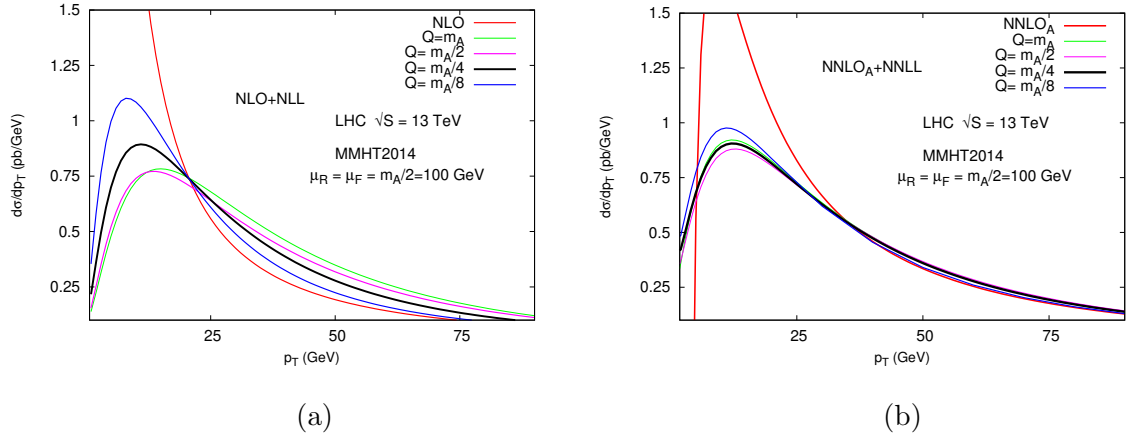 NLO
Q=m_A
Q= m_A/2
Q= m_A/4
Q= m_A/8
NLO+NLL
LHC √S = 13 TeV
MMHT2014
μ_R = μ_F = m_A/2=100 GeV
dσ/dp_T (pb/GeV)
1.5
1.25
1
0.75
0.5
0.25
25
50
75
p_T (GeV)
(a)
NNLO_A
Q=m_A
Q= m_A/2
Q= m_A/4
Q= m_A/8
NNLO_A+NNLL
LHC √S = 13 TeV
MMHT2014
μ_R = μ_F = m_A/2=100 GeV
dσ/dp_T (pb/GeV)
1.5
1.25
1
0.75
0.5
0.25
25
50
75
p_T (GeV)
(b)